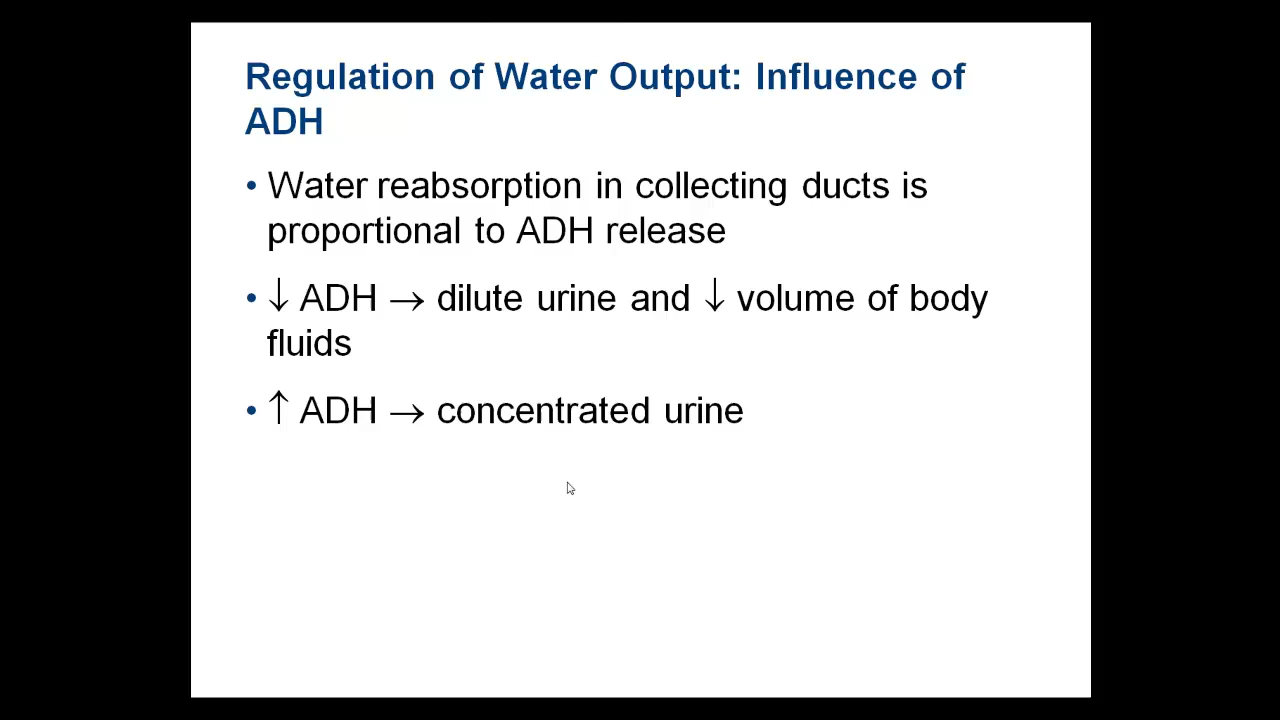 Regulation of Water Output: Influence of
ADH
• Water reabsorption in collecting ducts is
proportional to ADH release
• ↓ ADH → dilute urine and ↓ volume of body
fluids
• ↑ ADH → concentrated urine